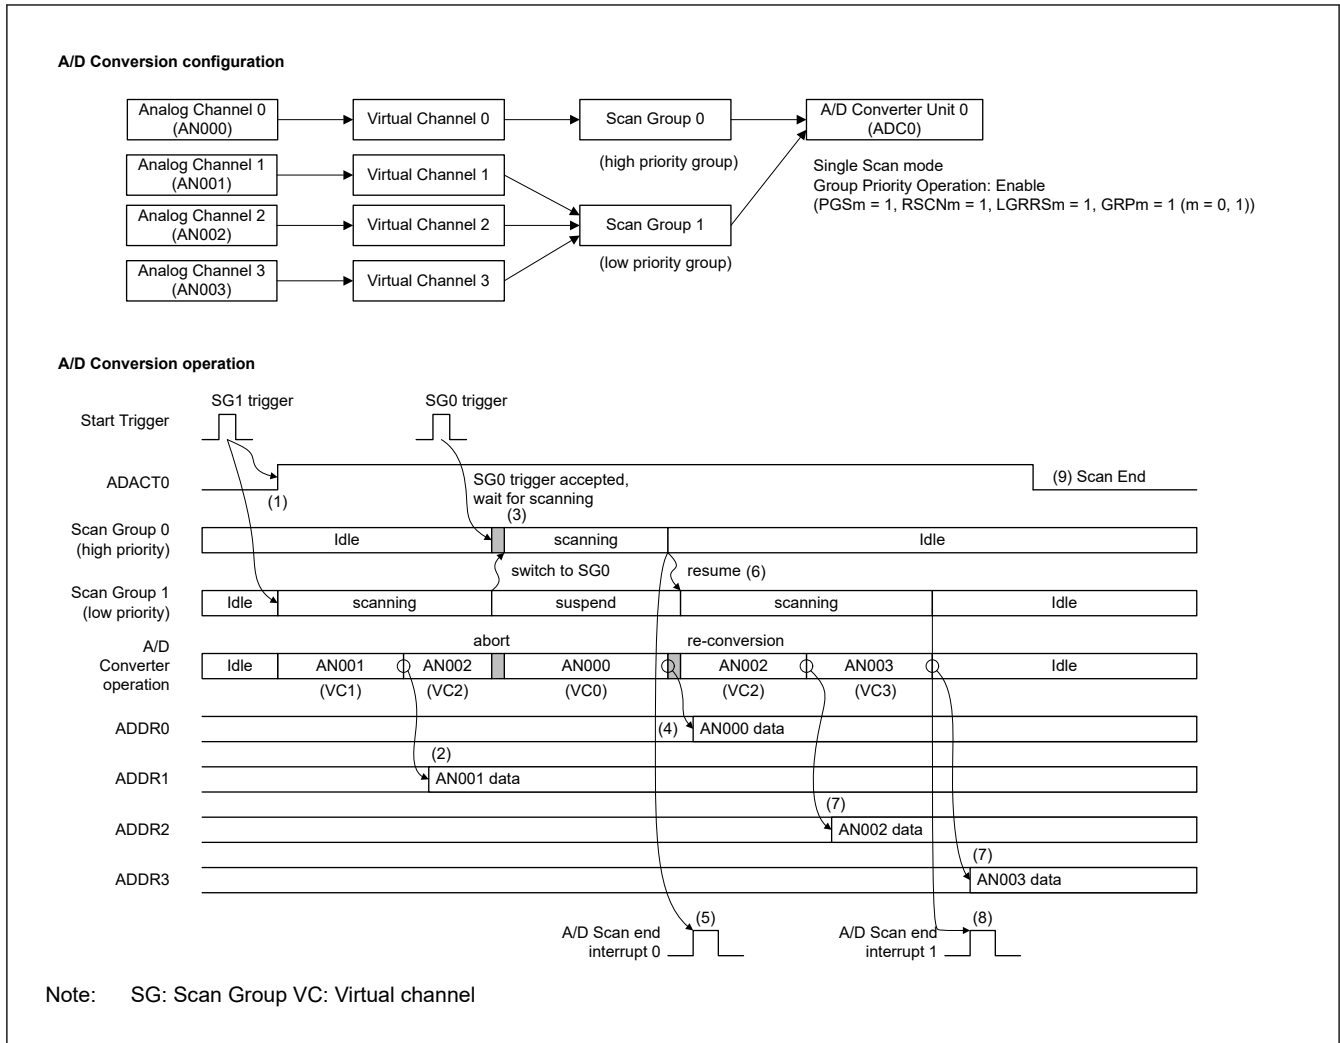 A/D Conversion configuration
Analog Channel 0
(AN000)
Virtual Channel 0
Scan Group 0
A/D Converter Unit 0
(ADC0)
(high priority group)
Analog Channel 1
(AN001)
Virtual Channel 1
Single Scan mode
Group Priority Operation: Enable
(PGSm = 1, RSCNm = 1, LGRRSm = 1, GRPm = 1 (m = 0, 1))
Analog Channel 2
(AN002)
Virtual Channel 2
Scan Group 1
(low priority group)
Analog Channel 3
(AN003)
Virtual Channel 3
A/D Conversion operation
SG1 trigger
SG0 trigger
Start Trigger
ADACT0
(1)
SG0 trigger accepted,
wait for scanning
(3)
(9) Scan End
Scan Group 0
(high priority)
Idle
scanning
Idle
switch to SG0
resume (6)
Scan Group 1
(low priority)
Idle
scanning
suspend
scanning
Idle
abort
re-conversion
A/D
Converter
operation
Idle
AN001
AN002
AN000
AN002
AN003
Idle
(VC1)
(VC2)
(VC0)
(VC2)
(VC3)
ADDR0
(4)
AN000 data
(2)
ADDR1
AN001 data
(7)
ADDR2
AN002 data
(7)
ADDR3
AN003 data
A/D Scan end
interrupt 0
(5)
A/D Scan end
interrupt 1
(8)
Note: SG: Scan Group VC: Virtual channel